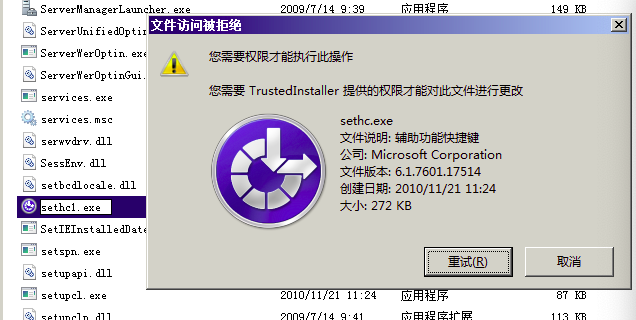 ServerManagerLauncher.... 2009/7/14 9:39 应用程序 149 KB
文件访问被拒绝
ServerUnifiedOptin
ServerWerOptin.exe
您需要权限才能执行此操作
ServerWerOptinGui.
您需要 TrustedInstaller 提供的权限才能对此文件进行更改
services.exe
services.msc
sethc.exe
文件说明: 辅助功能快捷键
serwvdrv.dll
公司: Microsoft Corporation
SessEnv.dll
文件版本: 6.1.7601.17514
setbcdlocale.dll
创建日期: 2010/11/21 11:24
sethc1.exe
大小: 272 KB
SetIEInstalledDate
setspn.exe
重试(R) 取消
setupapi.dll
setupcl.exe 2010/11/21 11:24 应用程序 87 KB
setupcln.dll 2009/7/14 9:41 应用程序扩展 113 KB